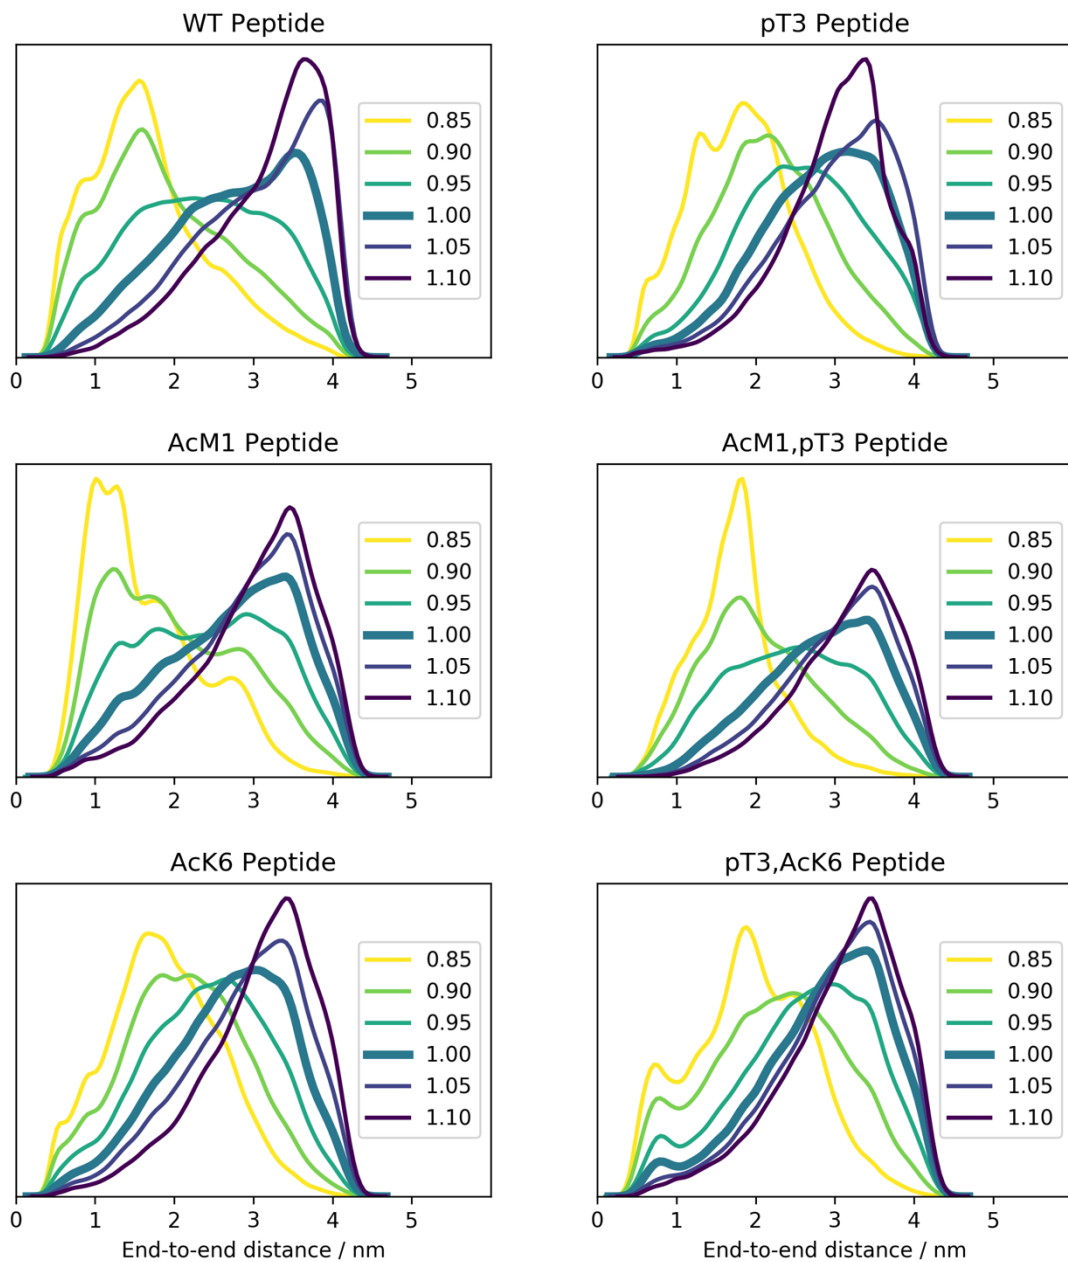 WT Peptide
0.85
0.90
0.95
1.00
1.05
1.10
0 1 2 3 4 5
pT3 Peptide
0.85
0.90
0.95
1.00
1.05
1.10
0 1 2 3 4 5
AcM1 Peptide
0.85
0.90
0.95
1.00
1.05
1.10
0 1 2 3 4 5
AcM1,pT3 Peptide
0.85
0.90
0.95
1.00
1.05
1.10
0 1 2 3 4 5
AcK6 Peptide
0.85
0.90
0.95
1.00
1.05
1.10
0 1 2 3 4 5
End-to-end distance / nm
pT3,AcK6 Peptide
0.85
0.90
0.95
1.00
1.05
1.10
0 1 2 3 4 5
End-to-end distance / nm